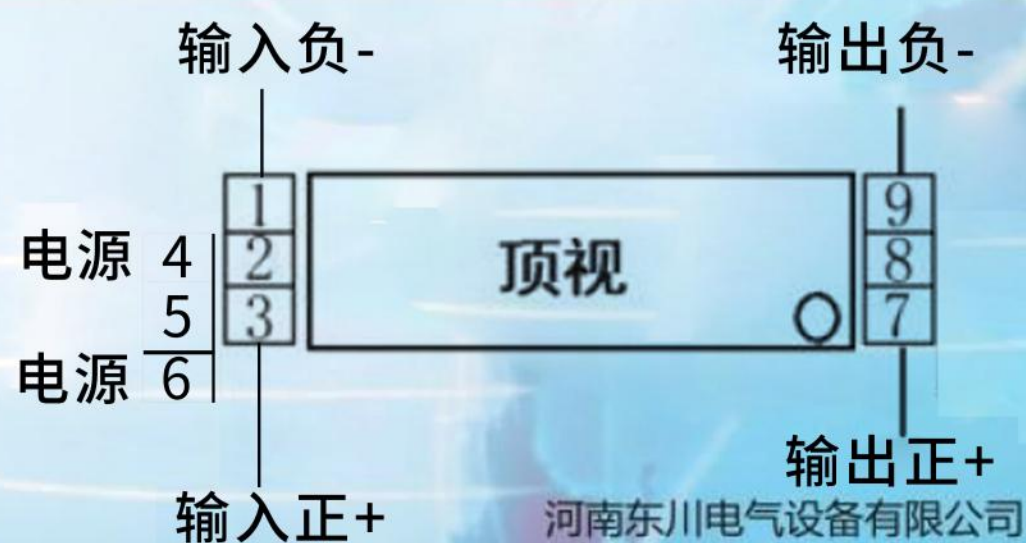 输入负-
输出负-
1
9
电源 4
2
顶视
8
5
3
7
电源 6
输出正+
输入正+
河南东川电气设备有限公司